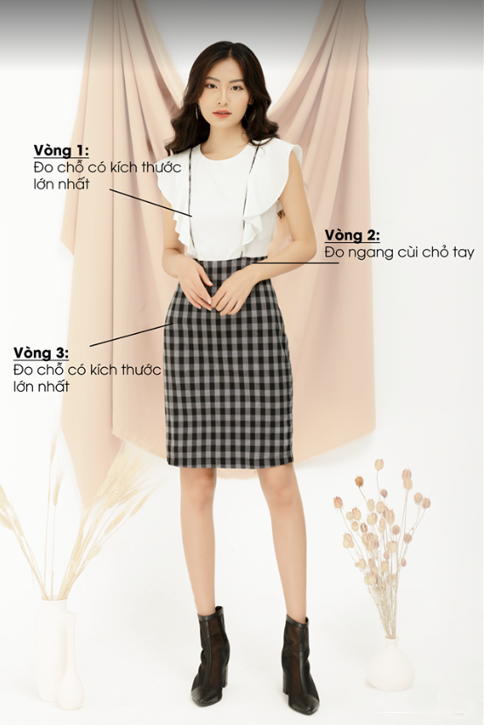 Vòng 1:
Đo chỗ có kích thước
lớn nhất
Vòng 2:
Đo ngang cùi chỏ tay
Vòng 3:
Đo chỗ có kích thước
lớn nhất